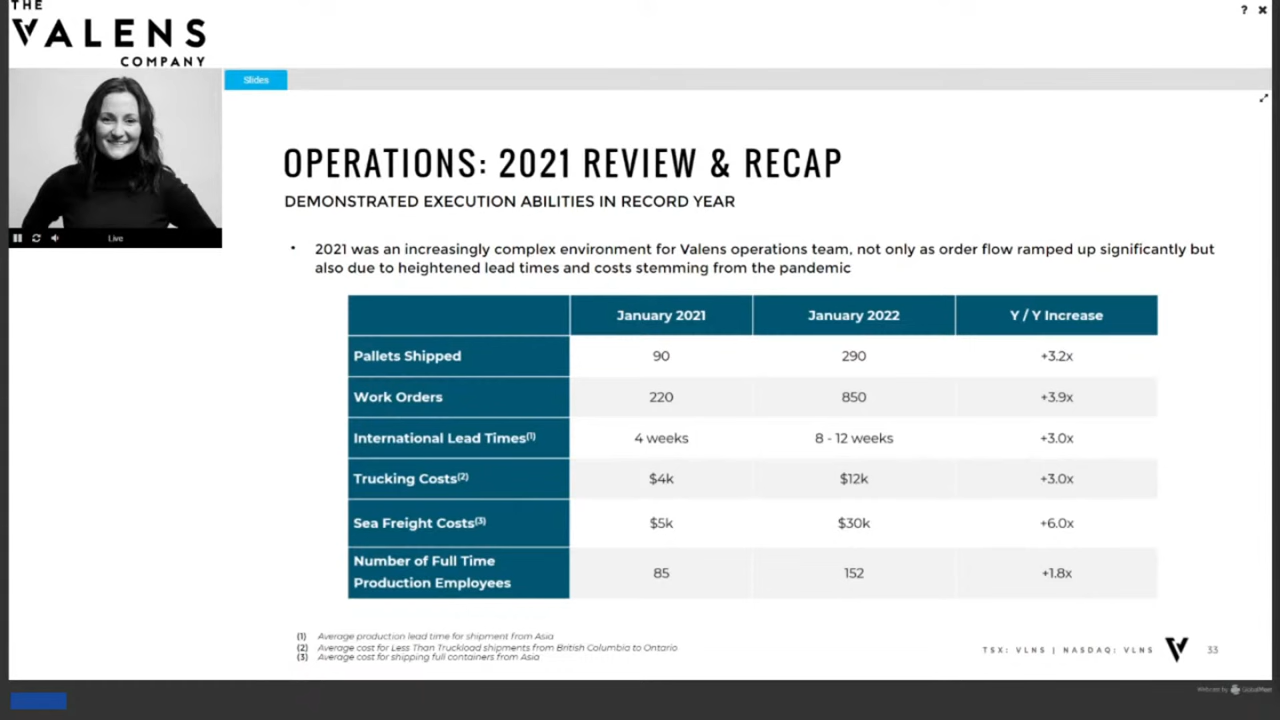 THE
VALENS
COMPANY
? ✖
Slides
Live
OPERATIONS: 2021 REVIEW & RECAP
DEMONSTRATED EXECUTION ABILITIES IN RECORD YEAR
• 2021 was an increasingly complex environment for Valens operations team, not only as order flow ramped up significantly but
also due to heightened lead times and costs stemming from the pandemic
January 2021 January 2022 Y / Y Increase
Pallets Shipped 90 290 +3.2x
Work Orders 220 850 +3.9x
International Lead Times(1) 4 weeks 8 - 12 weeks +3.0x
Trucking Costs(2) $4k $12k +3.0x
Sea Freight Costs(3) $5k $30k +6.0x
Number of Full Time
Production Employees 85 152 +1.8x
(1) Average production lead time for shipment from Asia
(2) Average cost for Less Than Truckload shipments from British Columbia to Ontario
(3) Average cost for shipping full containers from Asia
TSX: VLNS | NASDAQ: VLNS 33
GlobalMeet